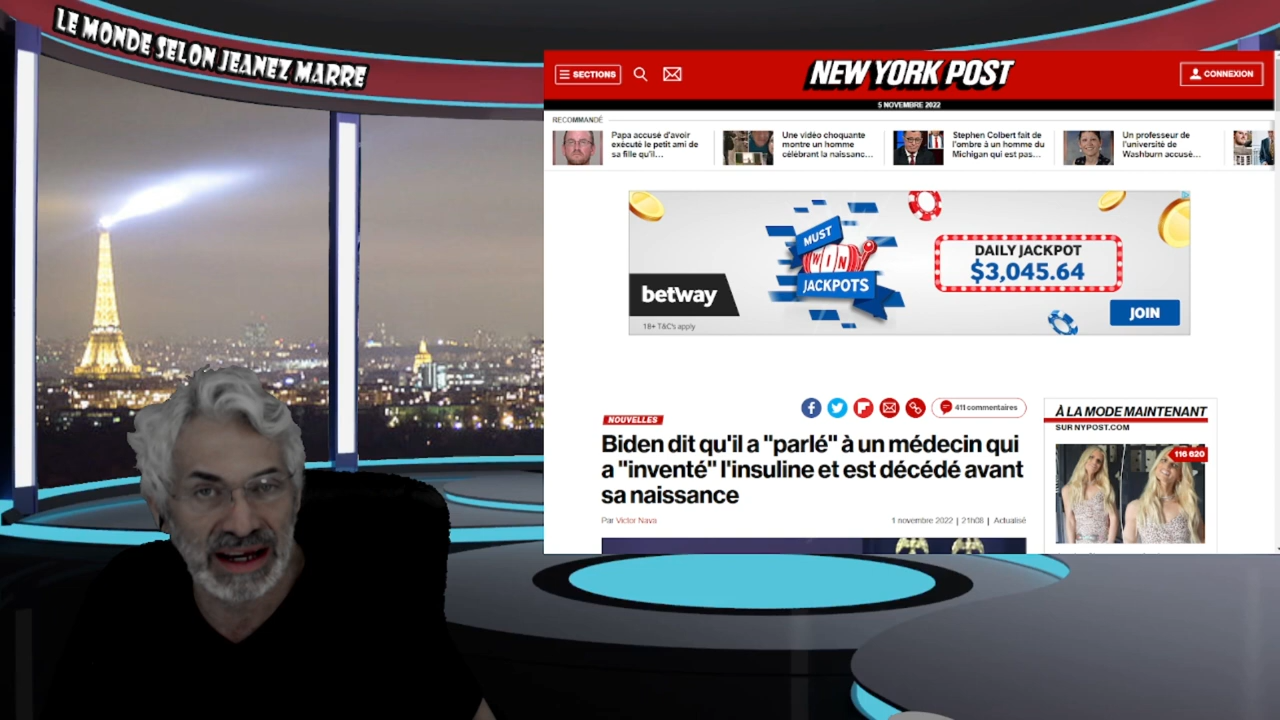 LE MONDE SELON JEANEZ MARRE
SECTIONS
NEW YORK POST
CONNEXION
5 NOVEMBRE 2022
RECOMMANDÉ
Papa accusé d'avoir
exécuté le petit ami de
sa fille qu'il...
Une vidéo choquante
montre un homme
célébrant la naissanc...
Stephen Colbert fait de
l'ombre à un homme du
Michigan qui est pas...
Un professeur de
l'université de
Washburn accusé...
betway
18+ T&C's apply
MUST
WON
JACKPOTS
DAILY JACKPOT
$3,045.64
JOIN
411 commentaires
NOUVELLES
Biden dit qu'il a "parlé" à un médecin qui
a "inventé" l'insuline et est décédé avant
sa naissance
Par Victor Nava
1 novembre 2022 | 21h08 | Actualisé
À LA MODE MAINTENANT
SUR NYPOST.COM
116 820